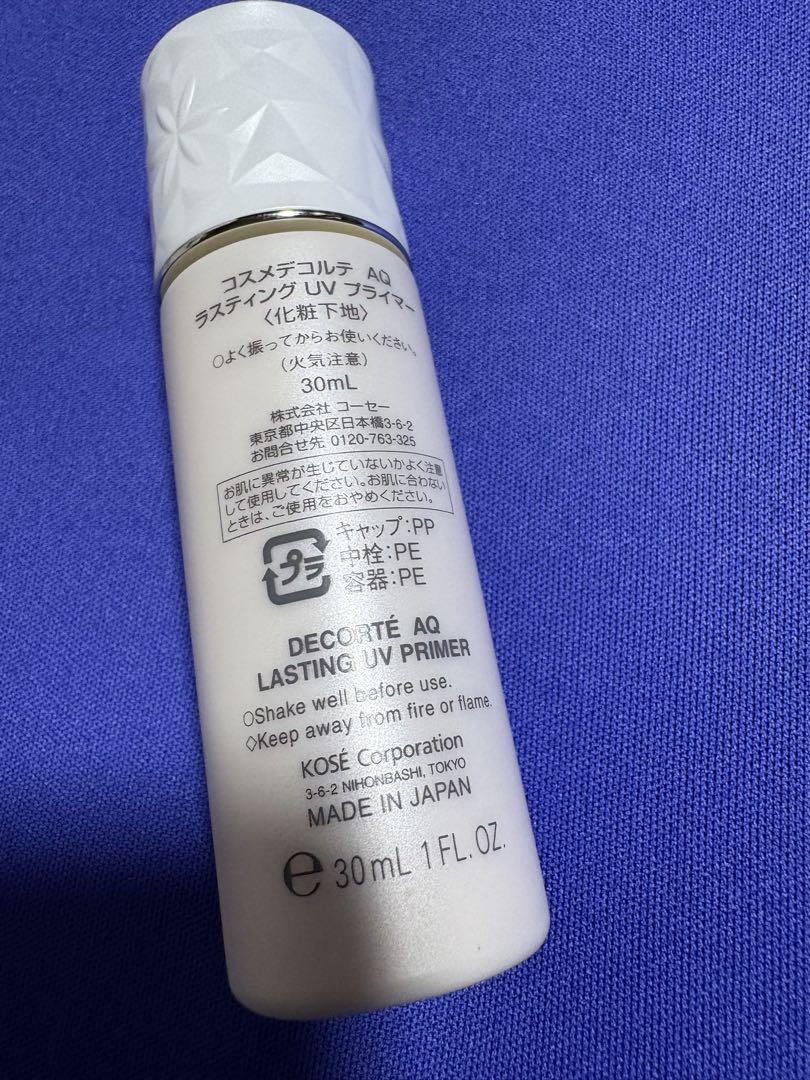 コスメデコルテ AQ
ラスティング UV プライマー
〈化粧下地〉
○よく振ってからお使いください。
(火気注意)
30mL
株式会社 コーセー
東京都中央区日本橋3-6-2
お問合せ先 0120-763-325
お肌に異常が生じていないかよく注意
して使用してください。お肌に合わない
ときは、ご使用をおやめください。
プラ
キャップ:PP
中栓:PE
容器:PE
DECORTÉ AQ
LASTING UV PRIMER
○Shake well before use.
◇Keep away from fire or flame.
KOSÉ Corporation
3-6-2 NIHONBASHI, TOKYO
MADE IN JAPAN
℮ 30mL 1 FL. OZ.